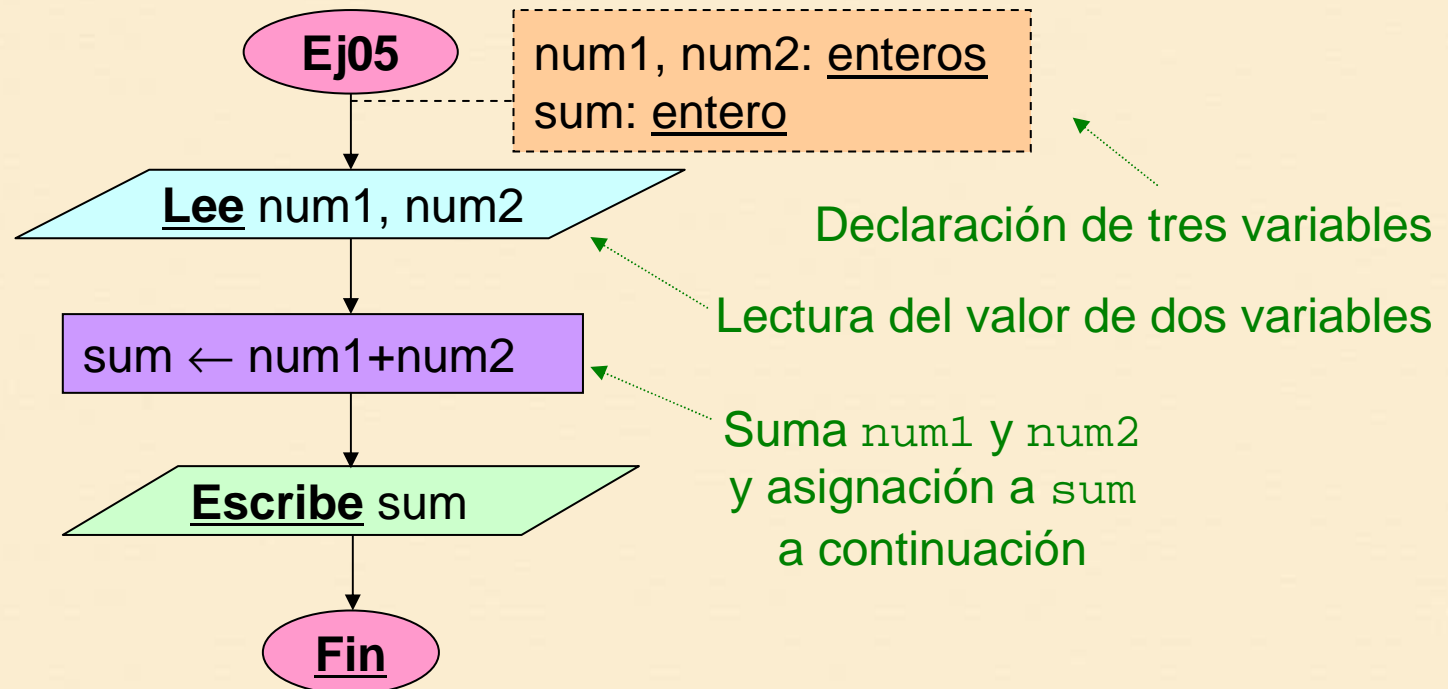 Ej05
num1, num2: enteros
sum: entero
Lee num1, num2
Declaración de tres variables
Lectura del valor de dos variables
sum ← num1+num2
Suma num1 y num2
y asignación a sum
a continuación
Escribe sum
Fin